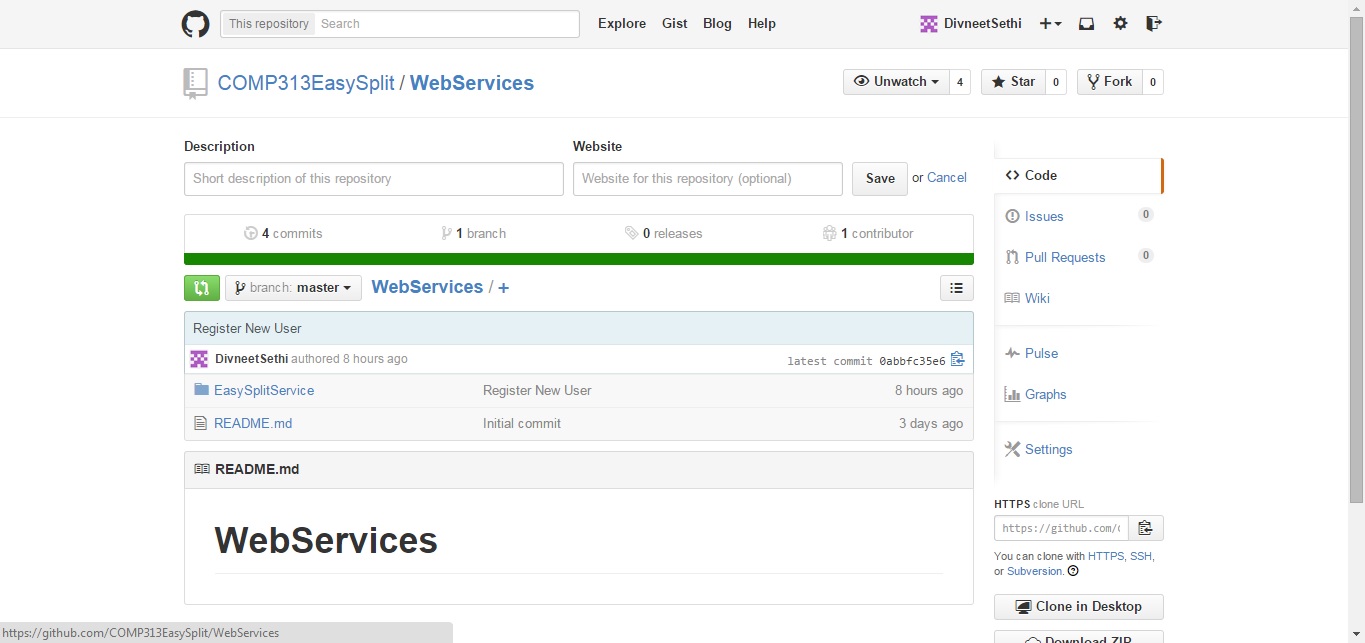 This repository Search Explore Gist Blog Help DivneetSethi
COMP313EasySplit / WebServices Unwatch 4 Star 0 Fork 0
Description Website
Short description of this repository Website for this repository (optional) Save or Cancel
4 commits 1 branch 0 releases 1 contributor
branch: master WebServices / +
Register New User
DivneetSethi authored 8 hours ago latest commit 0abbfc35e6
EasySplitService Register New User 8 hours ago
README.md Initial commit 3 days ago
README.md
WebServices
Code
Issues 0
Pull Requests 0
Wiki
Pulse
Graphs
Settings
HTTPS clone URL
https://github.com/
You can clone with HTTPS, SSH,
or Subversion.
Clone in Desktop
Download ZIP
https://github.com/COMP313EasySplit/WebServices